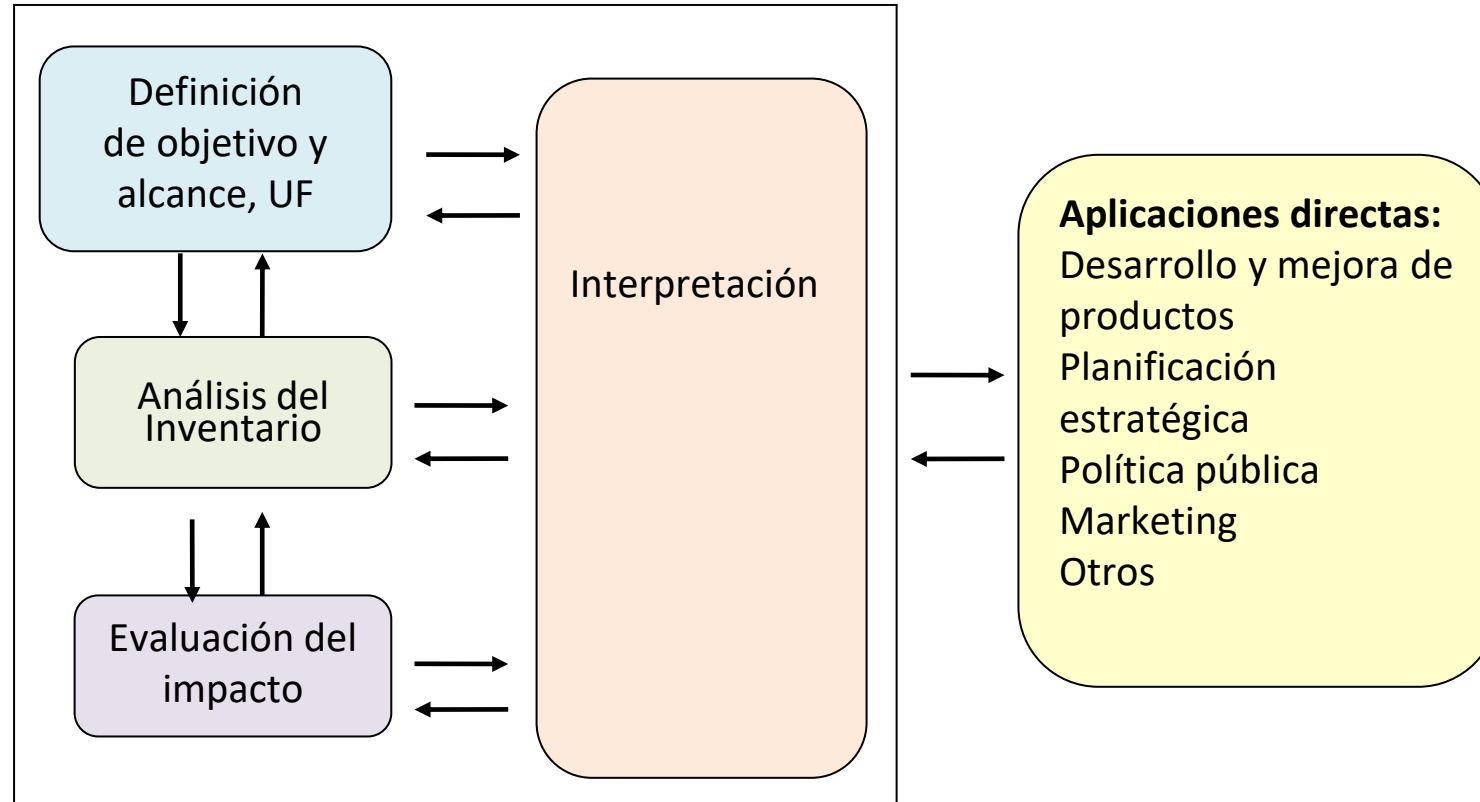 Definición
de objetivo y
alcance, UF
Análisis del
Inventario
Evaluación del
impacto
Interpretación
Aplicaciones directas:
Desarrollo y mejora de
productos
Planificación
estratégica
Política pública
Marketing
Otros